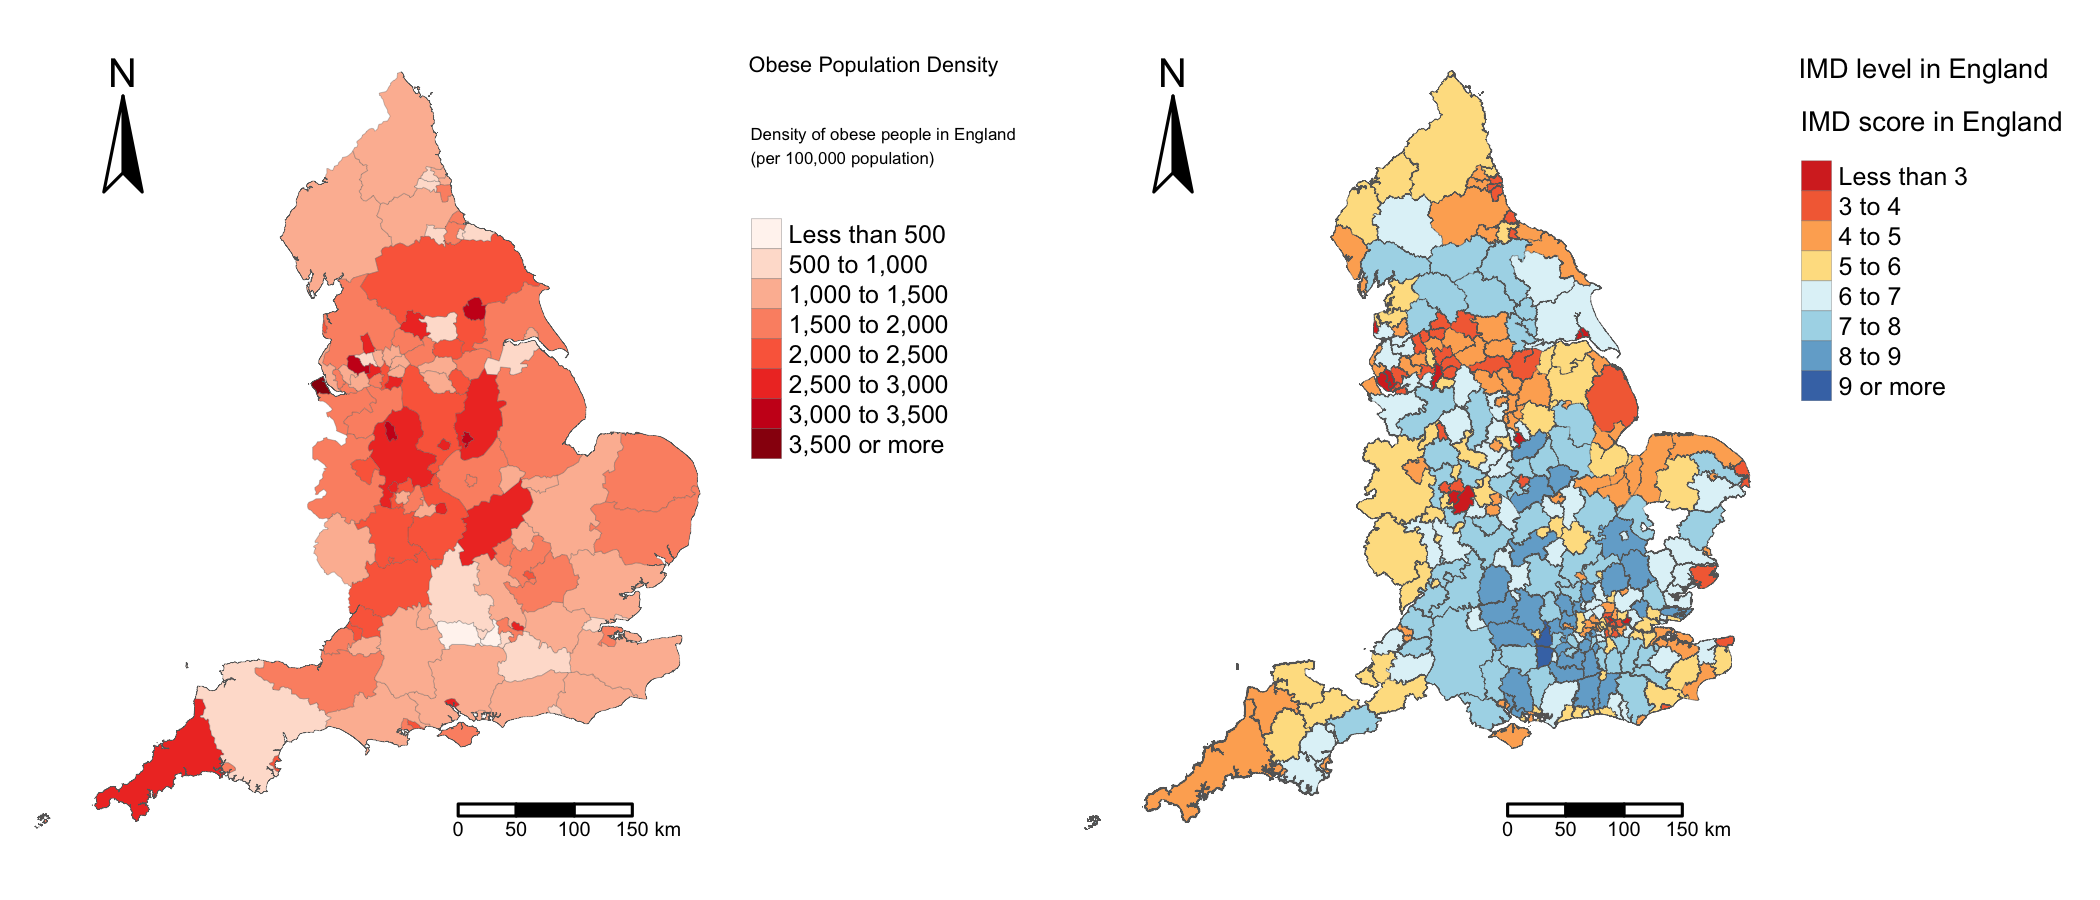 N
Obese Population Density
Density of obese people in England
(per 100,000 population)
Less than 500
500 to 1,000
1,000 to 1,500
1,500 to 2,000
2,000 to 2,500
2,500 to 3,000
3,000 to 3,500
3,500 or more
0 50 100 150 km
N
IMD level in England
IMD score in England
Less than 3
3 to 4
4 to 5
5 to 6
6 to 7
7 to 8
8 to 9
9 or more
0 50 100 150 km